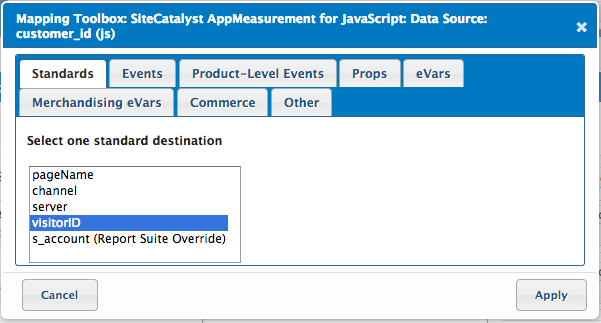 Mapping Toolbox: SiteCatalyst AppMeasurement for JavaScript: Data Source:
customer_id (js)
Standards Events Product-Level Events Props eVars
Merchandising eVars Commerce Other
Select one standard destination
pageName
channel
server
visitorID
s_account (Report Suite Override)
Cancel Apply